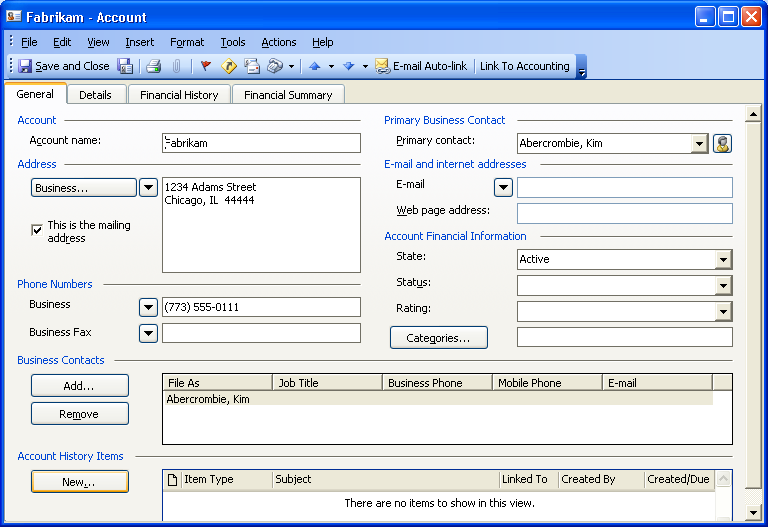 Fabrikam - Account
File Edit View Insert Format Tools Actions Help
Save and Close E-mail Auto-link Link To Accounting
General Details Financial History Financial Summary
Account
Account name: Fabrikam
Address
Business...
1234 Adams Street
Chicago, IL 44444
This is the mailing
address
Phone Numbers
Business (773) 555-0111
Business Fax
Primary Business Contact
Primary contact: Abercrombie, Kim
E-mail and internet addresses
E-mail
Web page address:
Account Financial Information
State: Active
Status:
Rating:
Categories...
Business Contacts
Add...
Remove
File As Job Title Business Phone Mobile Phone E-mail
Abercrombie, Kim
Account History Items
New...
Item Type Subject Linked To Created By Created/Due
There are no items to show in this view.